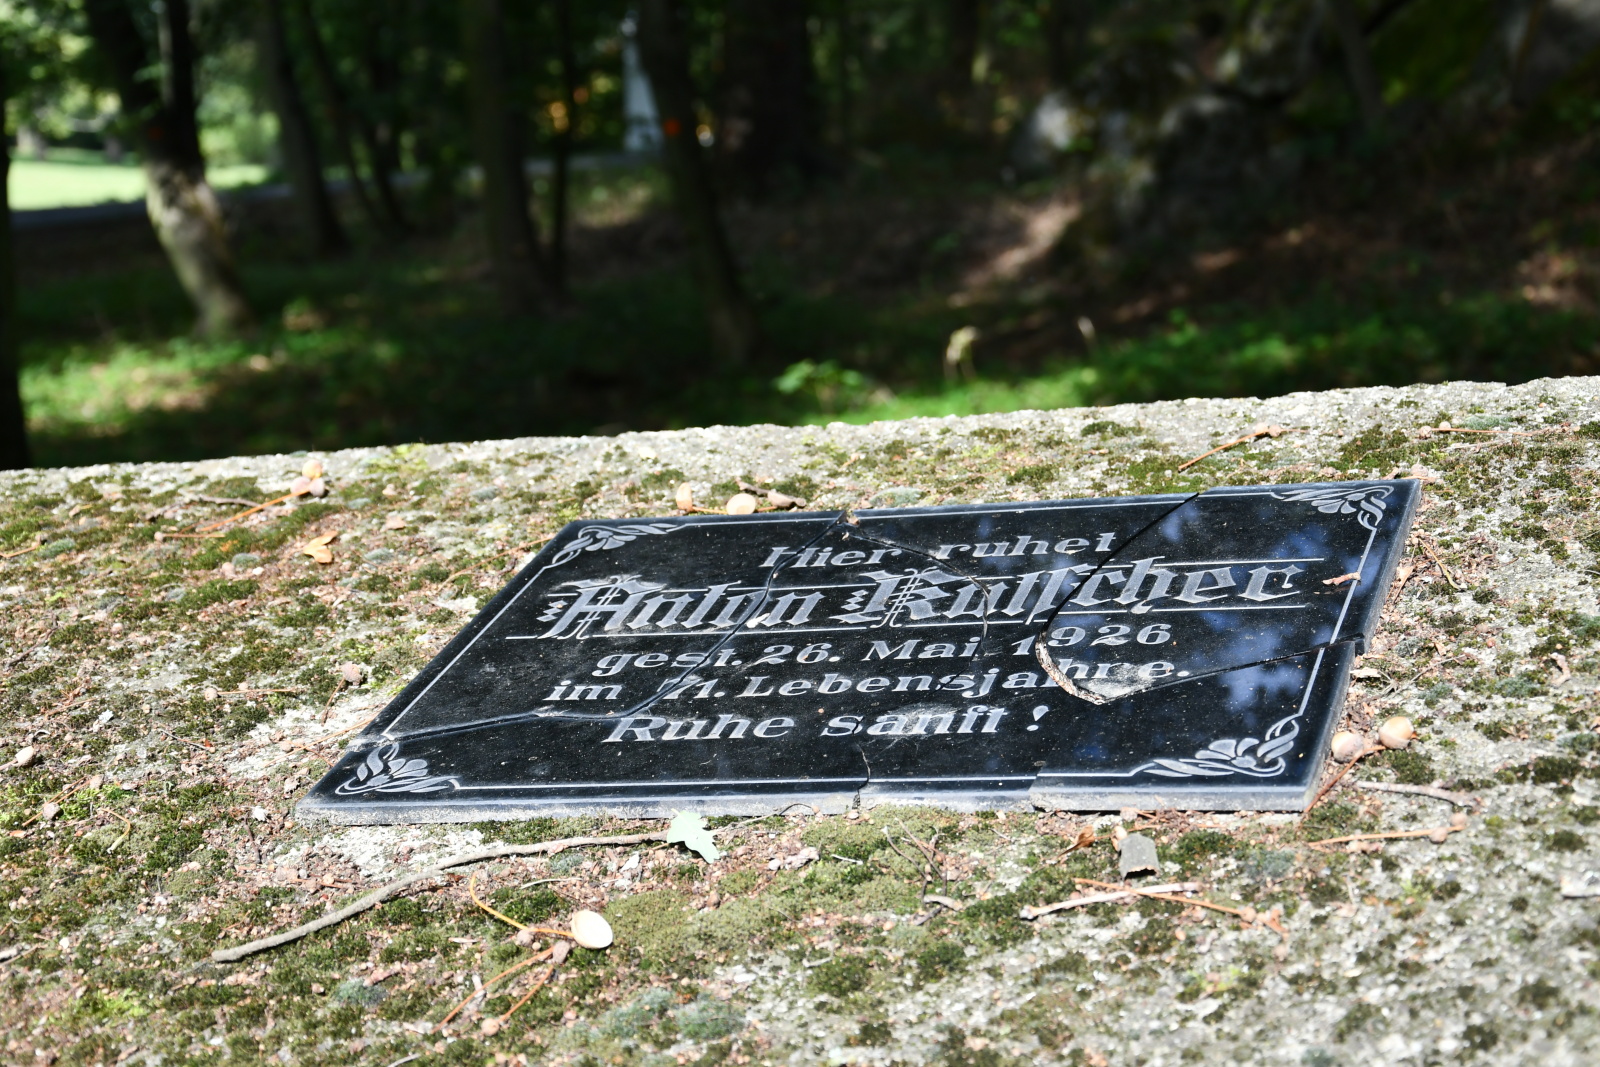 Hier ruhet
Anton Kutscher
gest. 26. Mai 1926
im 71. Lebensjahre.
Ruhe sanft!